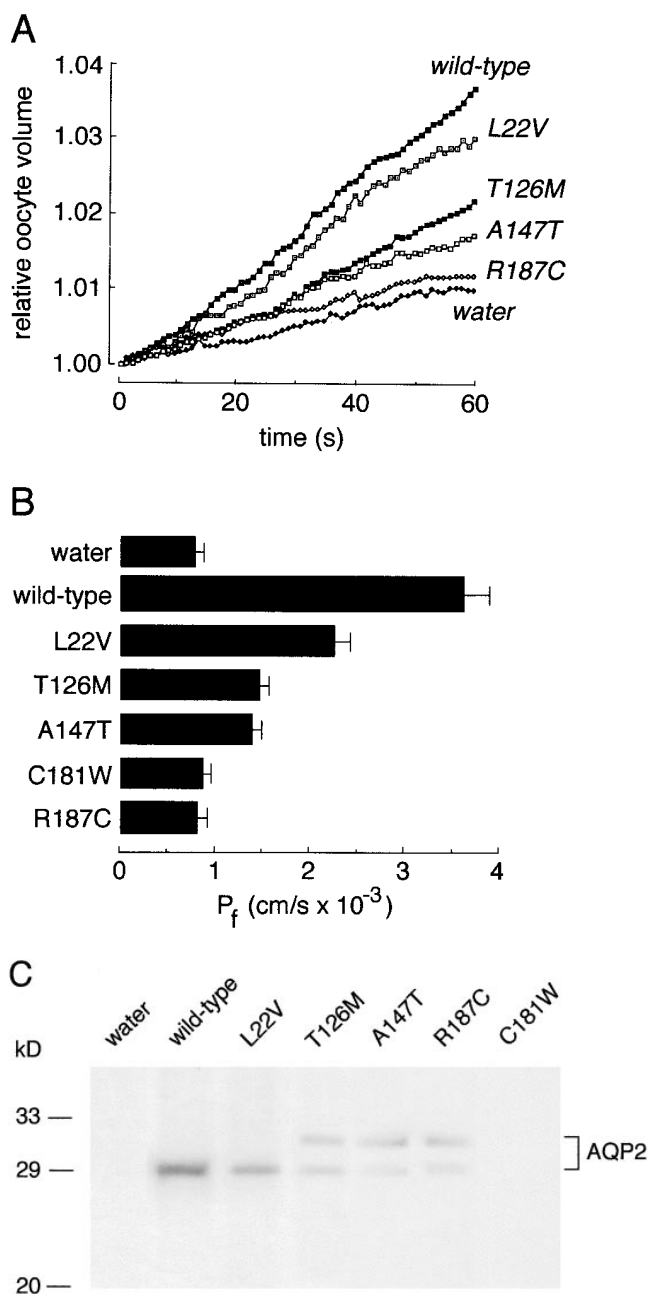 A
1.04
1.03
1.02
1.01
1.00
relative oocyte volume
wild-type
L22V
T126M
A147T
R187C
water
0 20 40 60
time (s)
B
water
wild-type
L22V
T126M
A147T
C181W
R187C
0 1 2 3 4
Pf (cm/s x 10-3)
C
water wild-type L22V T126M A147T R187C C181W
kD
33
29
20
AQP2